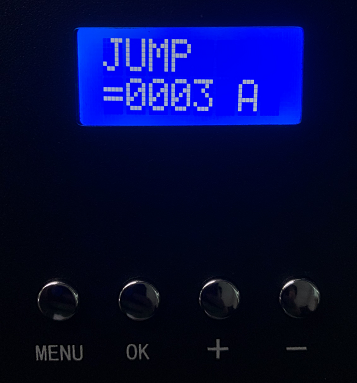 JUMP
=0003 A
MENU OK + −